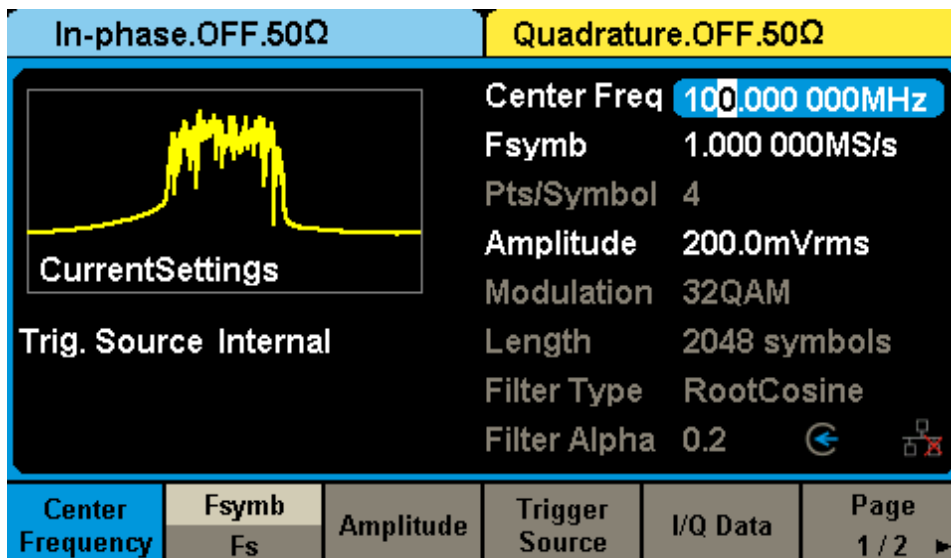 In-phase.OFF.50Ω
Quadrature.OFF.50Ω
Center Freq 100.000 000MHz
Fsymb 1.000 000MS/s
Pts/Symbol 4
Amplitude 200.0mVrms
CurrentSettings
Modulation 32QAM
Trig. Source Internal
Length 2048 symbols
Filter Type RootCosine
Filter Alpha 0.2
Center Frequency
Fsymb
Fs
Amplitude
Trigger Source
I/Q Data
Page
1 / 2